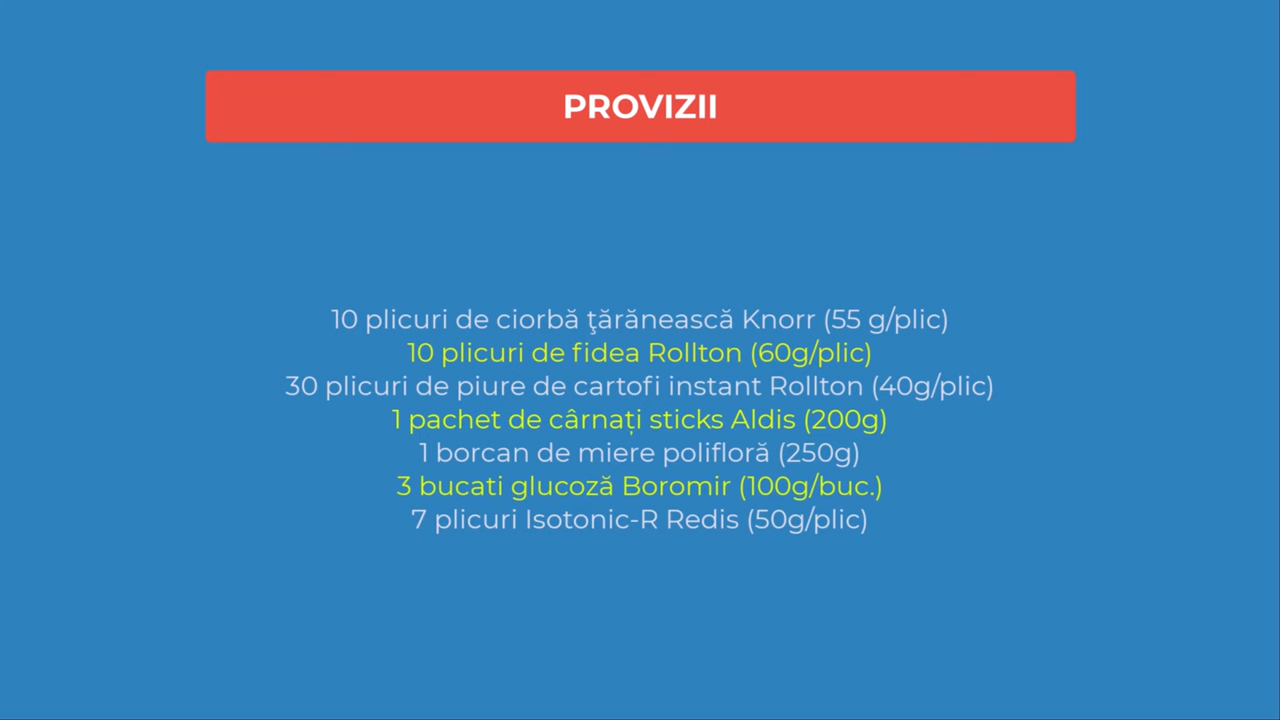 PROVIZII
10 plicuri de ciorbă ţărănească Knorr (55 g/plic)
10 plicuri de fidea Rollton (60g/plic)
30 plicuri de piure de cartofi instant Rollton (40g/plic)
1 pachet de cârnați sticks Aldis (200g)
1 borcan de miere polifloră (250g)
3 bucati glucoză Boromir (100g/buc.)
7 plicuri Isotonic-R Redis (50g/plic)